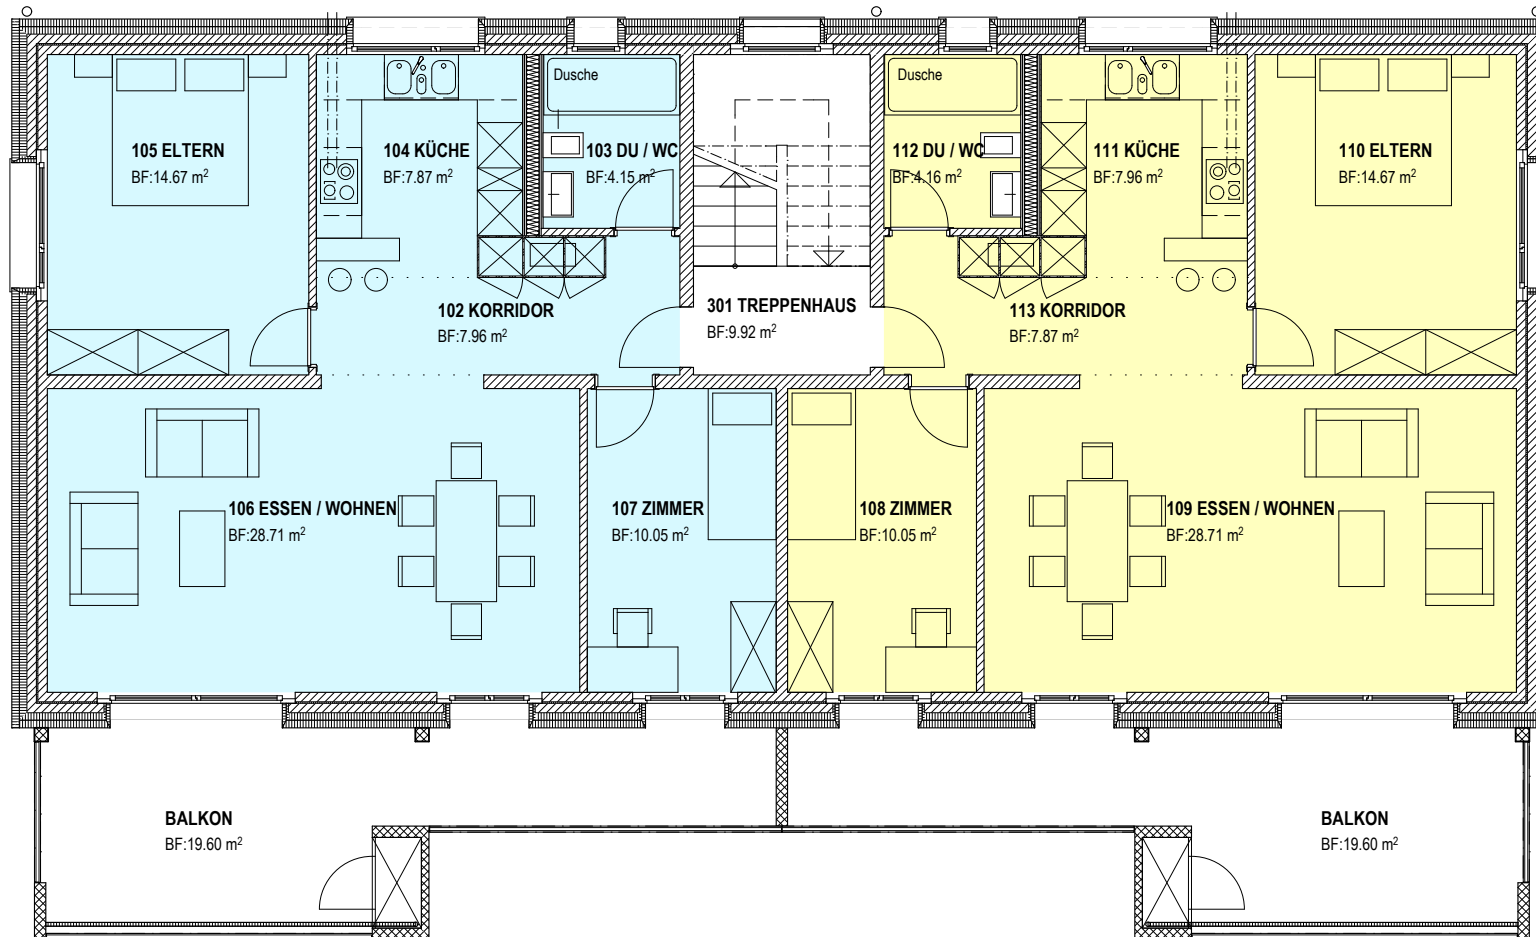 Dusche
Dusche
105 ELTERN
BF:14.67 m²
104 KÜCHE
BF:7.87 m²
103 DU / WC
BF:4.15 m²
112 DU / WC
BF:4.16 m²
111 KÜCHE
BF:7.96 m²
110 ELTERN
BF:14.67 m²
102 KORRIDOR
BF:7.96 m²
301 TREPPENHAUS
BF:9.92 m²
113 KORRIDOR
BF:7.87 m²
106 ESSEN / WOHNEN
BF:28.71 m²
107 ZIMMER
BF:10.05 m²
108 ZIMMER
BF:10.05 m²
109 ESSEN / WOHNEN
BF:28.71 m²
BALKON
BF:19.60 m²
BALKON
BF:19.60 m²